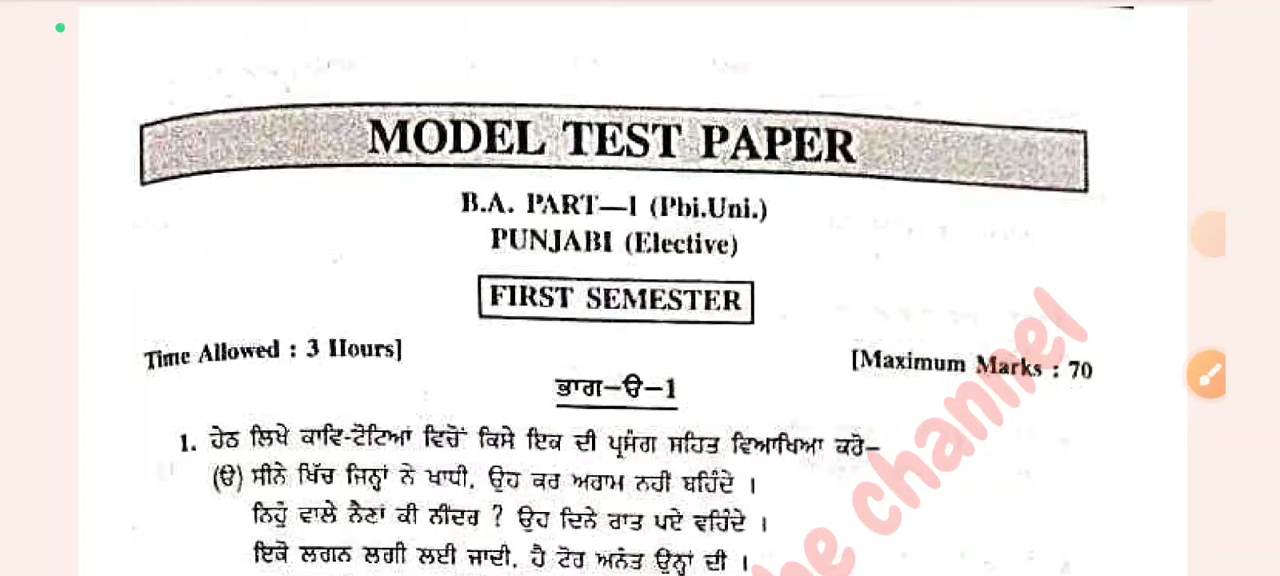 MODEL TEST PAPER
B.A. PART—I (Pbi.Uni.)
PUNJABI (Elective)
FIRST SEMESTER
Time Allowed : 3 Hours] [Maximum Marks : 70
ਭਾਗ-ੳ-1
1. ਹੇਠ ਲਿਖੇ ਕਾਵਿ-ਟੋਟਿਆਂ ਵਿਚੋਂ ਕਿਸੇ ਇਕ ਦੀ ਪ੍ਰਸੰਗ ਸਹਿਤ ਵਿਆਖਿਆ ਕਰੋ–
(ੳ) ਸੀਨੇ ਖਿੱਚ ਜਿਨ੍ਹਾਂ ਨੇ ਖਾਧੀ, ਉਹ ਕਰ ਅਰਾਮ ਨਹੀਂ ਬਹਿੰਦੇ ।
ਨਿਹੁੰ ਵਾਲੇ ਨੈਣਾਂ ਕੀ ਨੀਂਦਰ ? ਉਹ ਦਿਨੇ ਰਾਤ ਪਏ ਵਹਿੰਦੇ ।
ਇਕੋ ਲਗਨ ਲਗੀ ਲਈ ਜਾਦੀ, ਹੈ ਟੋਰ ਅਨੰਤ ਉਨ੍ਹਾਂ ਦੀ ।
he channel